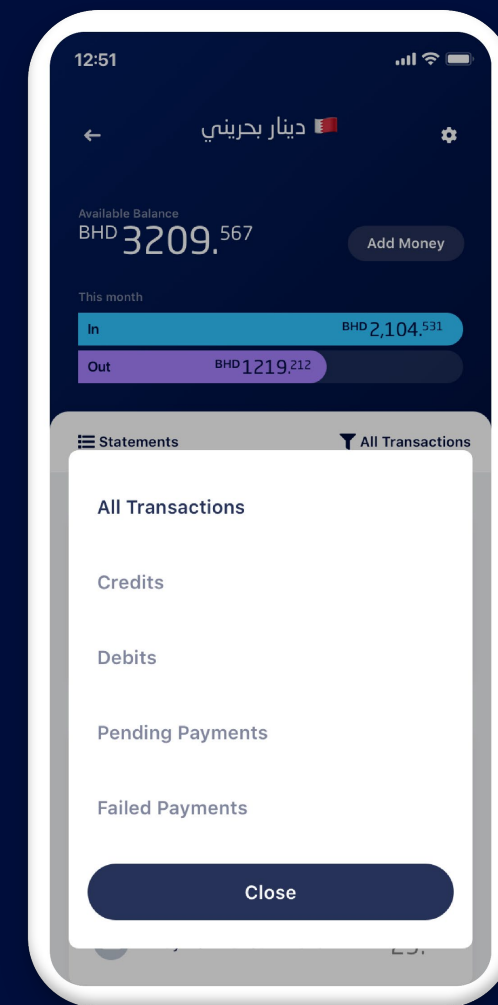 12:51
دينار بحريني
Available Balance
BHD 3209.567
Add Money
This month
In BHD 2,104.531
Out BHD 1219.212
Statements All Transactions
All Transactions
Credits
Debits
Pending Payments
Failed Payments
Close